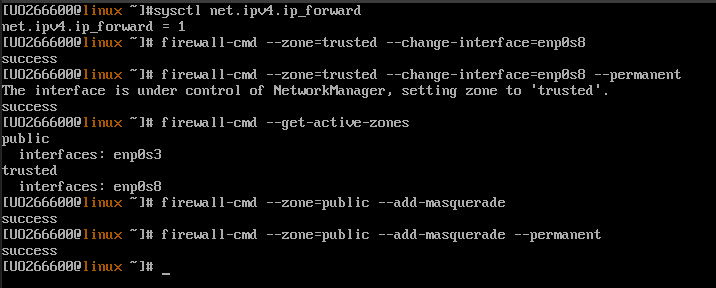 [UO266600@linux ~]#sysctl net.ipv4.ip_forward
net.ipv4.ip_forward = 1
[UO266600@linux ~]# firewall-cmd --zone=trusted --change-interface=enp0s8
success
[UO266600@linux ~]# firewall-cmd --zone=trusted --change-interface=enp0s8 --permanent
The interface is under control of NetworkManager, setting zone to 'trusted'.
success
[UO266600@linux ~]# firewall-cmd --get-active-zones
public
  interfaces: enp0s3
trusted
  interfaces: enp0s8
[UO266600@linux ~]# firewall-cmd --zone=public --add-masquerade
success
[UO266600@linux ~]# firewall-cmd --zone=public --add-masquerade --permanent
success
[UO266600@linux ~]# _